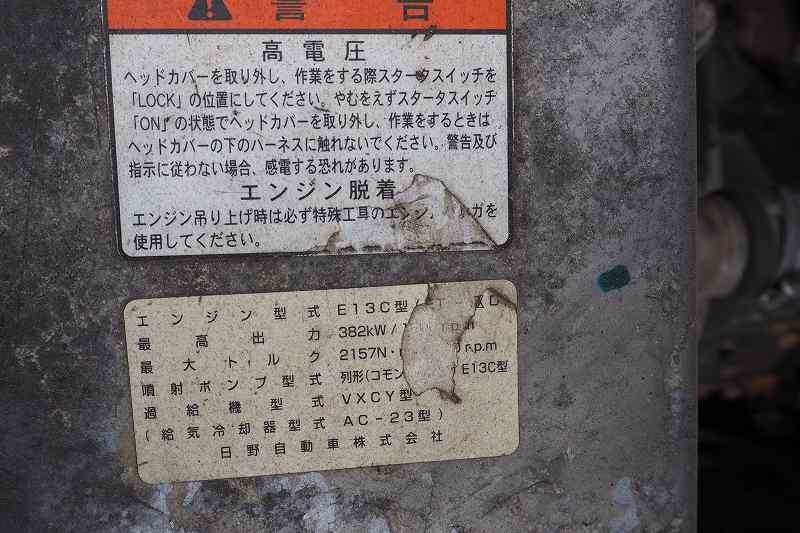 警告
高電圧
ヘッドカバーを取り外し、作業をする際スタータスイッチを
「LOCK」の位置にしてください。やむをえずスタータスイッチ
「ON」の状態でヘッドカバーを取り外し、作業をするときは
ヘッドカバーの下のハーネスに触れないでください。警告及び
指示に従わない場合、感電する恐れがあります。
エンジン脱着
エンジン吊り上げ時は必ず特殊工具のエンジン ガを
使用してください。
エンジン型式 E13C型/
最高出力 382kW/
最大トルク 2157N・ r.p.m
噴射ポンプ型式 列形(コモン E13C型
過給機型式 VXCY型
(給気冷却器型式 AC-23型)
日野自動車株式会社